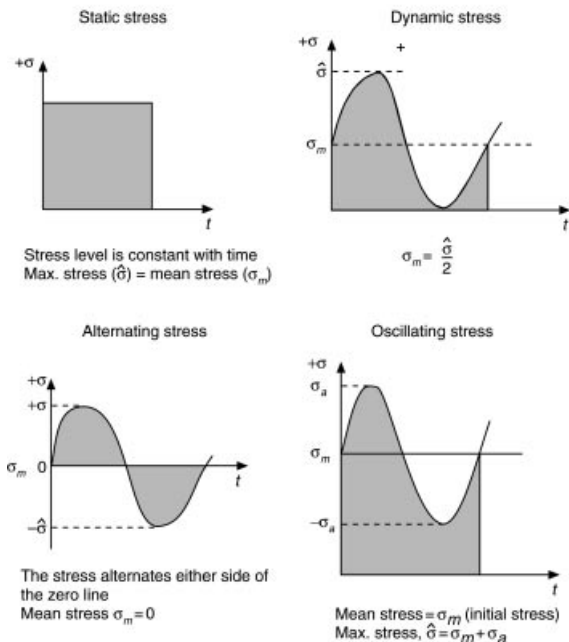 Static stress
+σ
t
Stress level is constant with time
Max. stress (σ̂) = mean stress (σₘ)
Dynamic stress
+σ
+
σ̂
σₘ
t
σₘ = σ̂/2
Alternating stress
+σ
+σ
σₘ 0
t
−σ̂
The stress alternates either side of
the zero line
Mean stress σₘ=0
Oscillating stress
+σ
σₐ
σₘ
t
−σₐ
Mean stress=σₘ (initial stress)
Max. stress, σ̂=σₘ+σₐ